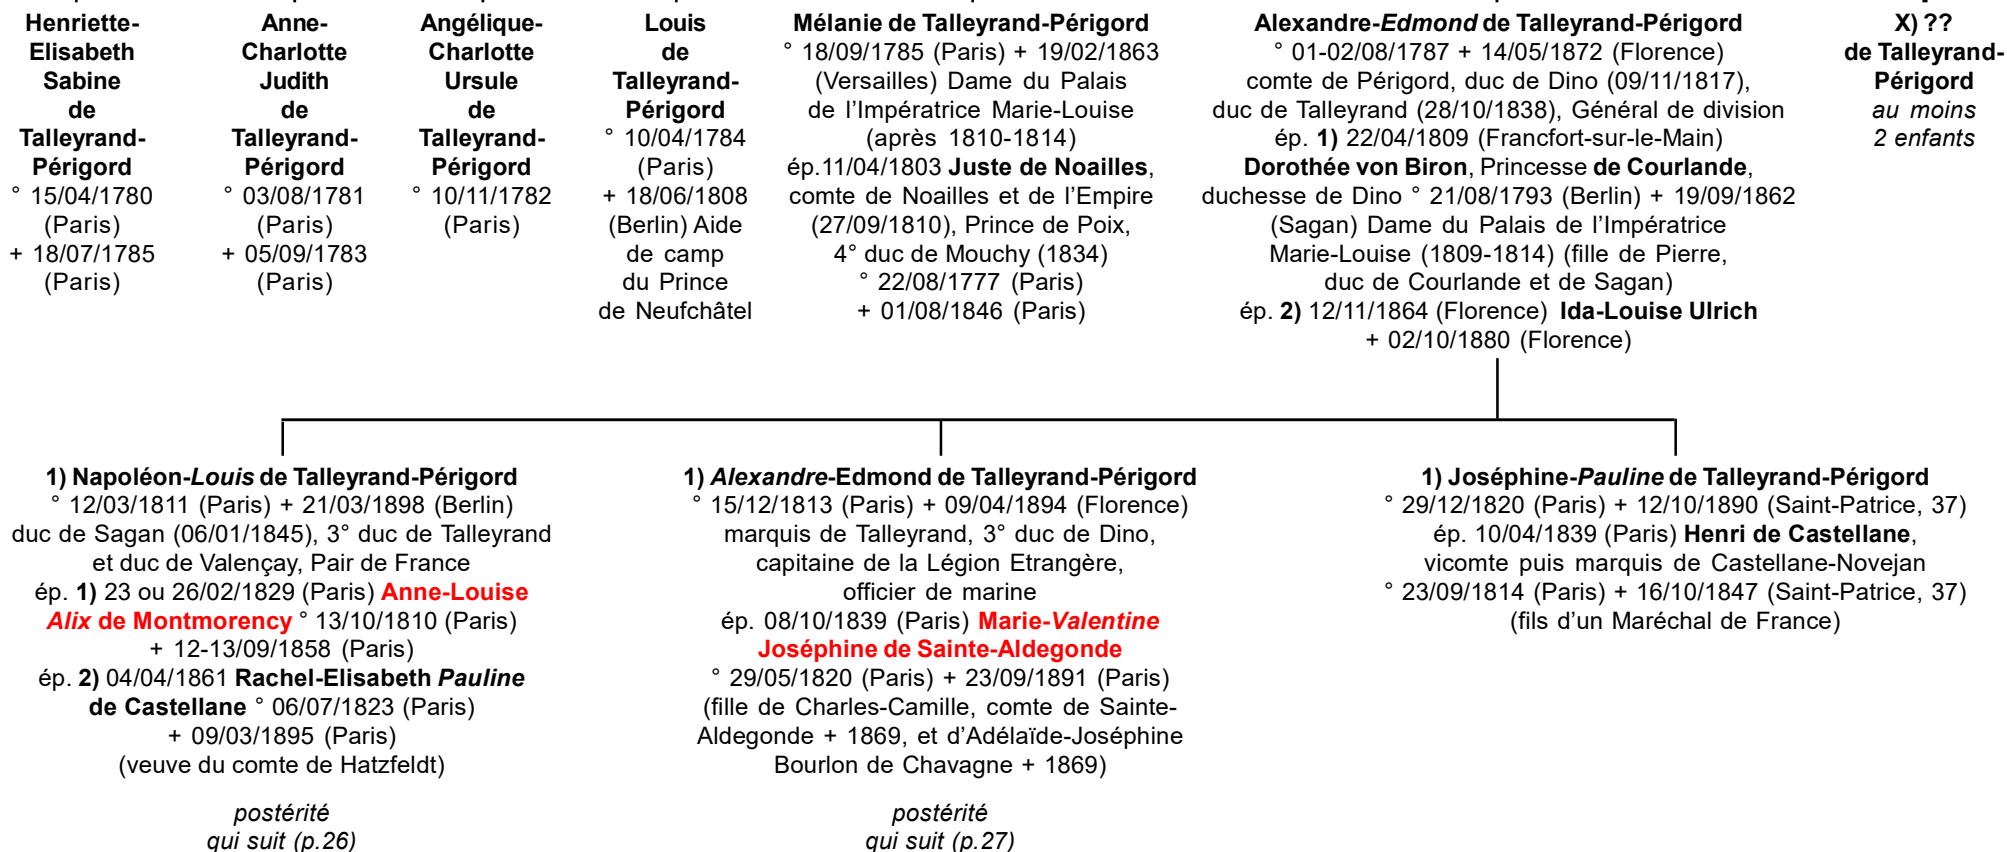 Henriette-
Elisabeth
Sabine
de
Talleyrand-
Périgord
° 15/04/1780
(Paris)
+ 18/07/1785
(Paris)
Anne-
Charlotte
Judith
de
Talleyrand-
Périgord
° 03/08/1781
(Paris)
+ 05/09/1783
(Paris)
Angélique-
Charlotte
Ursule
de
Talleyrand-
Périgord
° 10/11/1782
(Paris)
Louis
de
Talleyrand-
Périgord
° 10/04/1784
(Paris)
+ 18/06/1808
(Berlin) Aide
de camp
du Prince
de Neufchâtel
Mélanie de Talleyrand-Périgord
° 18/09/1785 (Paris) + 19/02/1863
(Versailles) Dame du Palais
de l’Impératrice Marie-Louise
(après 1810-1814)
ép.11/04/1803 Juste de Noailles,
comte de Noailles et de l’Empire
(27/09/1810), Prince de Poix,
4° duc de Mouchy (1834)
° 22/08/1777 (Paris)
+ 01/08/1846 (Paris)
Alexandre-Edmond de Talleyrand-Périgord
° 01-02/08/1787 + 14/05/1872 (Florence)
comte de Périgord, duc de Dino (09/11/1817),
duc de Talleyrand (28/10/1838), Général de division
ép. 1) 22/04/1809 (Francfort-sur-le-Main)
Dorothée von Biron, Princesse de Courlande,
duchesse de Dino ° 21/08/1793 (Berlin) + 19/09/1862
(Sagan) Dame du Palais de l’Impératrice
Marie-Louise (1809-1814) (fille de Pierre,
duc de Courlande et de Sagan)
ép. 2) 12/11/1864 (Florence) Ida-Louise Ulrich
+ 02/10/1880 (Florence)
X) ??
de Talleyrand-
Périgord
au moins
2 enfants
1) Napoléon-Louis de Talleyrand-Périgord
° 12/03/1811 (Paris) + 21/03/1898 (Berlin)
duc de Sagan (06/01/1845), 3° duc de Talleyrand
et duc de Valençay, Pair de France
ép. 1) 23 ou 26/02/1829 (Paris) Anne-Louise
Alix de Montmorency ° 13/10/1810 (Paris)
+ 12-13/09/1858 (Paris)
ép. 2) 04/04/1861 Rachel-Elisabeth Pauline
de Castellane ° 06/07/1823 (Paris)
+ 09/03/1895 (Paris)
(veuve du comte de Hatzfeldt)
postérité
qui suit (p.26)
1) Alexandre-Edmond de Talleyrand-Périgord
° 15/12/1813 (Paris) + 09/04/1894 (Florence)
marquis de Talleyrand, 3° duc de Dino,
capitaine de la Légion Etrangère,
officier de marine
ép. 08/10/1839 (Paris) Marie-Valentine
Joséphine de Sainte-Aldegonde
° 29/05/1820 (Paris) + 23/09/1891 (Paris)
(fille de Charles-Camille, comte de Sainte-
Aldegonde + 1869, et d’Adélaïde-Joséphine
Bourlon de Chavagne + 1869)
postérité
qui suit (p.27)
1) Joséphine-Pauline de Talleyrand-Périgord
° 29/12/1820 (Paris) + 12/10/1890 (Saint-Patrice, 37)
ép. 10/04/1839 (Paris) Henri de Castellane,
vicomte puis marquis de Castellane-Novejan
° 23/09/1814 (Paris) + 16/10/1847 (Saint-Patrice, 37)
(fils d’un Maréchal de France)